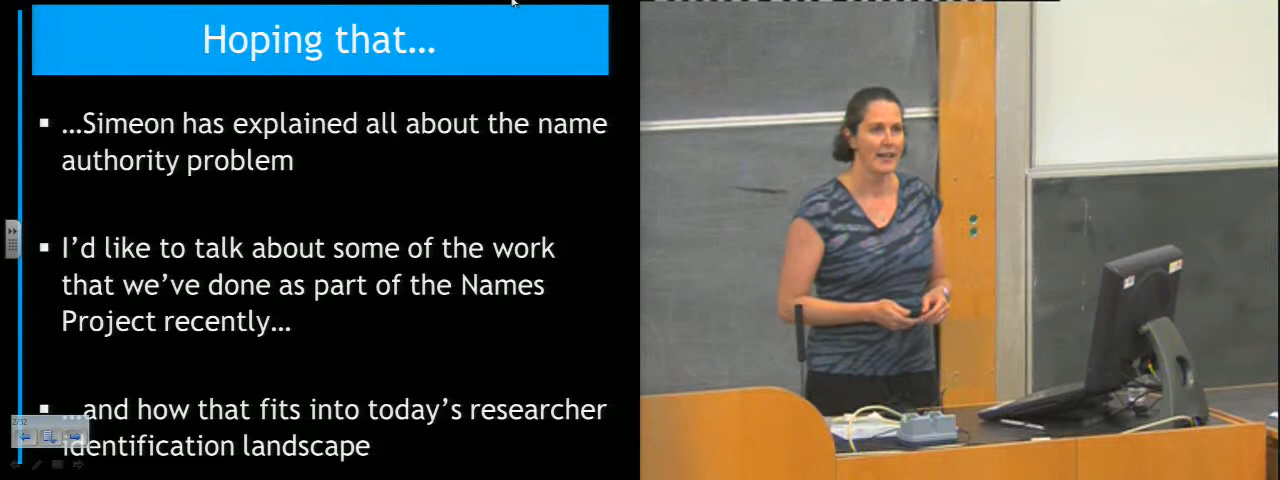 Hoping that…
…Simeon has explained all about the name
authority problem
I'd like to talk about some of the work
that we've done as part of the Names
Project recently…
…and how that fits into today's researcher
identification landscape
2/32